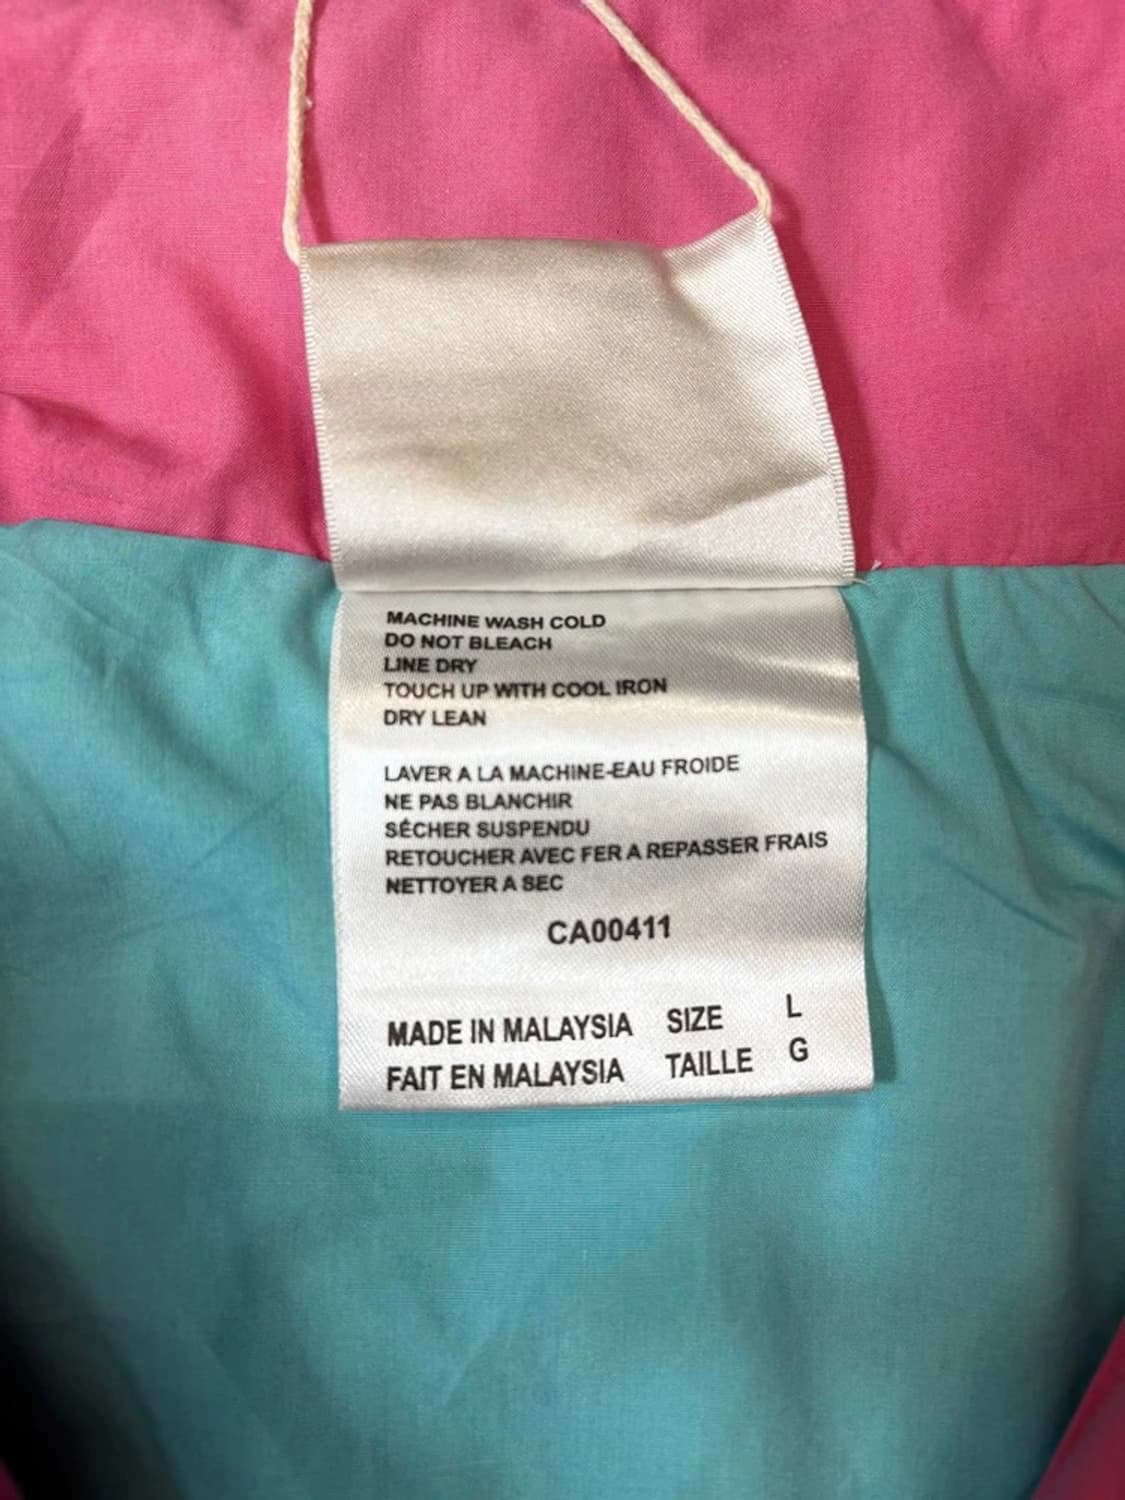 MACHINE WASH COLD
DO NOT BLEACH
LINE DRY
TOUCH UP WITH COOL IRON
DRY LEAN
LAVER A LA MACHINE-EAU FROIDE
NE PAS BLANCHIR
SÉCHER SUSPENDU
RETOUCHER AVEC FER A REPASSER FRAIS
NETTOYER A SEC
CA00411
MADE IN MALAYSIA SIZE L
FAIT EN MALAYSIA TAILLE G